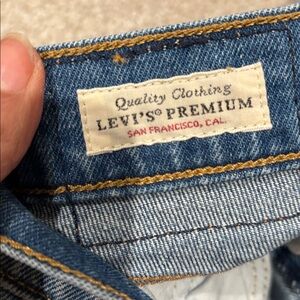 Quality Clothing
LEVI'S® PREMIUM
SAN FRANCISCO, CAL.